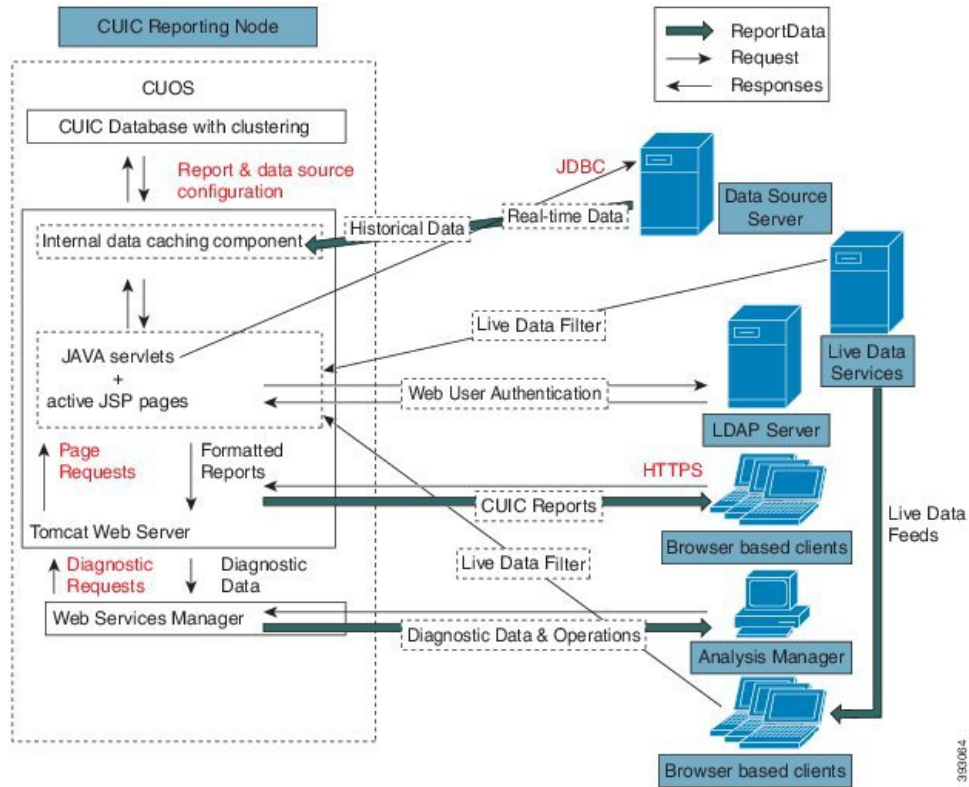 CUIC Reporting Node
ReportData
Request
Responses
CUOS
CUIC Database with clustering
Report & data source
configuration
JDBC
Data Source
Server
Historical Data
Real-time Data
Internal data caching component
Live Data Filter
JAVA servlets
+
active JSP pages
Live Data
Services
Web User Authentication
LDAP Server
Page
Requests
Formatted
Reports
HTTPS
CUIC Reports
Tomcat Web Server
Browser based clients
Live Data
Feeds
Diagnostic
Requests
Diagnostic
Data
Live Data Filter
Web Services Manager
Diagnostic Data & Operations
Analysis Manager
Browser based clients
393064